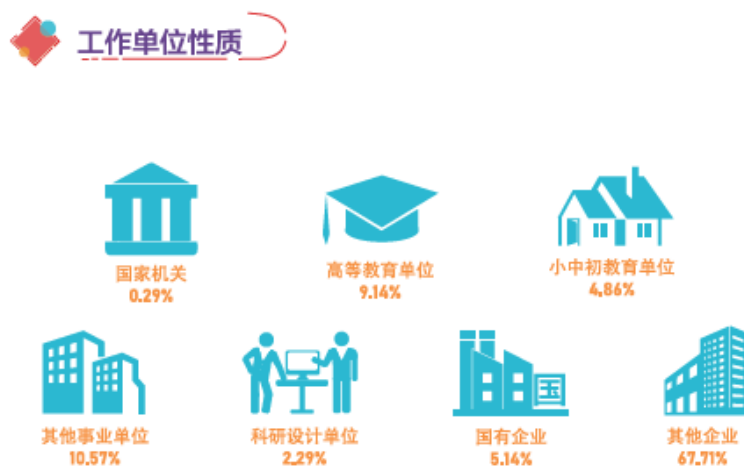 工作单位性质
国家机关
0.29%
高等教育单位
9.14%
小中初教育单位
4.86%
国
其他事业单位
10.57%
科研设计单位
2.29%
国有企业
5.14%
其他企业
67.71%